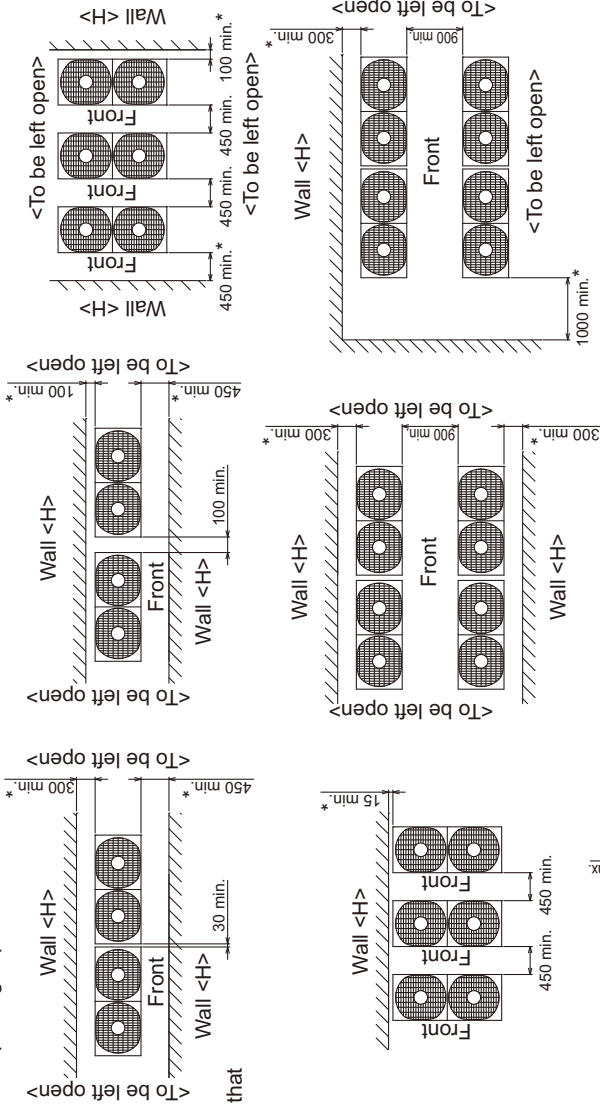 Wall <H>
<To be left open>
*
100 min.
Front
450 min.
Front
450 min.
Front
*
450 min.
<To be left open>
Wall <H>
<To be left open>
*
300 min.
900 min.
Wall <H>
Front
<To be left open>
1000 min.
*
<To be left open>
*
100 min.
450 min.
*
Wall <H>
100 min.
Front
Wall <H>
<To be left open>
<To be left open>
*
300 min.
900 min.
300 min.
*
Wall <H>
Front
Wall <H>
<To be left open>
<To be left open>
*
300 min.
450 min.
*
Wall <H>
30 min.
Front
Wall <H>
<To be left open>
that
*
15 min.
Wall <H>
Front
450 min.
Front
450 min.
Front